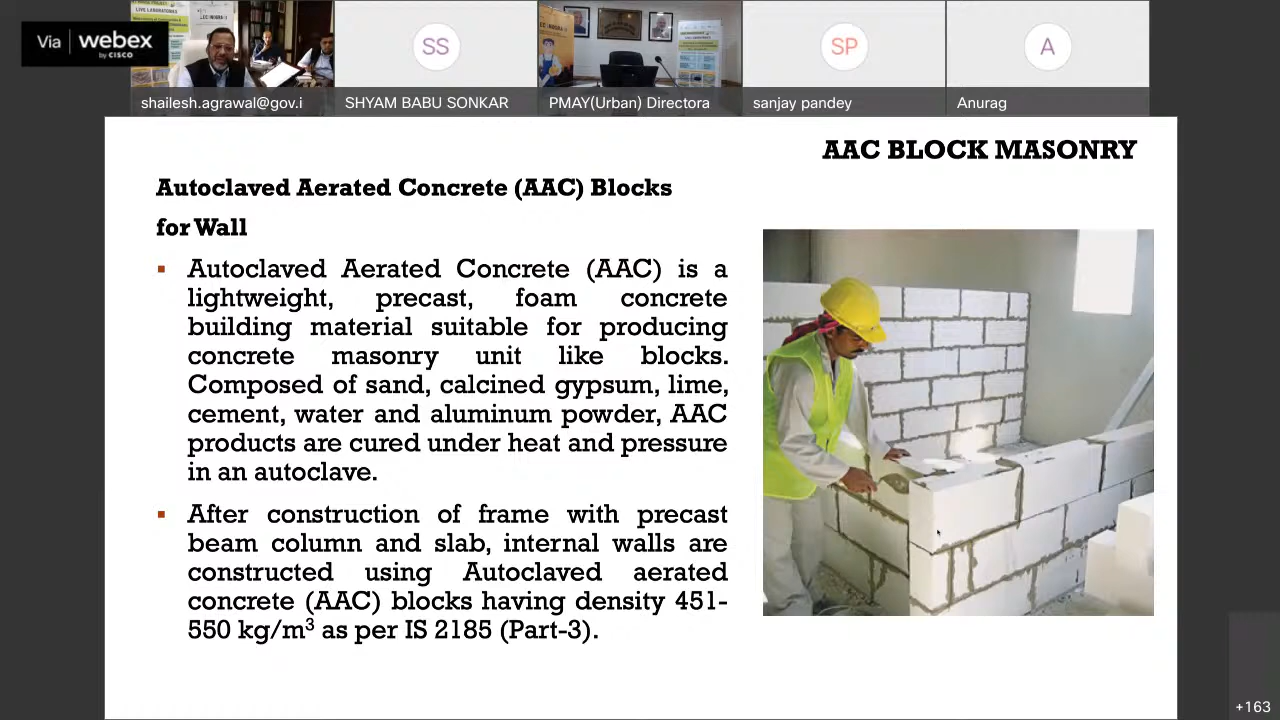 Via webex
by CISCO
SS
SP
A
shailesh.agrawal@gov.i
SHYAM BABU SONKAR
PMAY(Urban) Directora
sanjay pandey
Anurag
AAC BLOCK MASONRY
Autoclaved Aerated Concrete (AAC) Blocks
for Wall
Autoclaved Aerated Concrete (AAC) is a
lightweight, precast, foam concrete
building material suitable for producing
concrete masonry unit like blocks.
Composed of sand, calcined gypsum, lime,
cement, water and aluminum powder, AAC
products are cured under heat and pressure
in an autoclave.
After construction of frame with precast
beam column and slab, internal walls are
constructed using Autoclaved aerated
concrete (AAC) blocks having density 451-
550 kg/m³ as per IS 2185 (Part-3).
+163